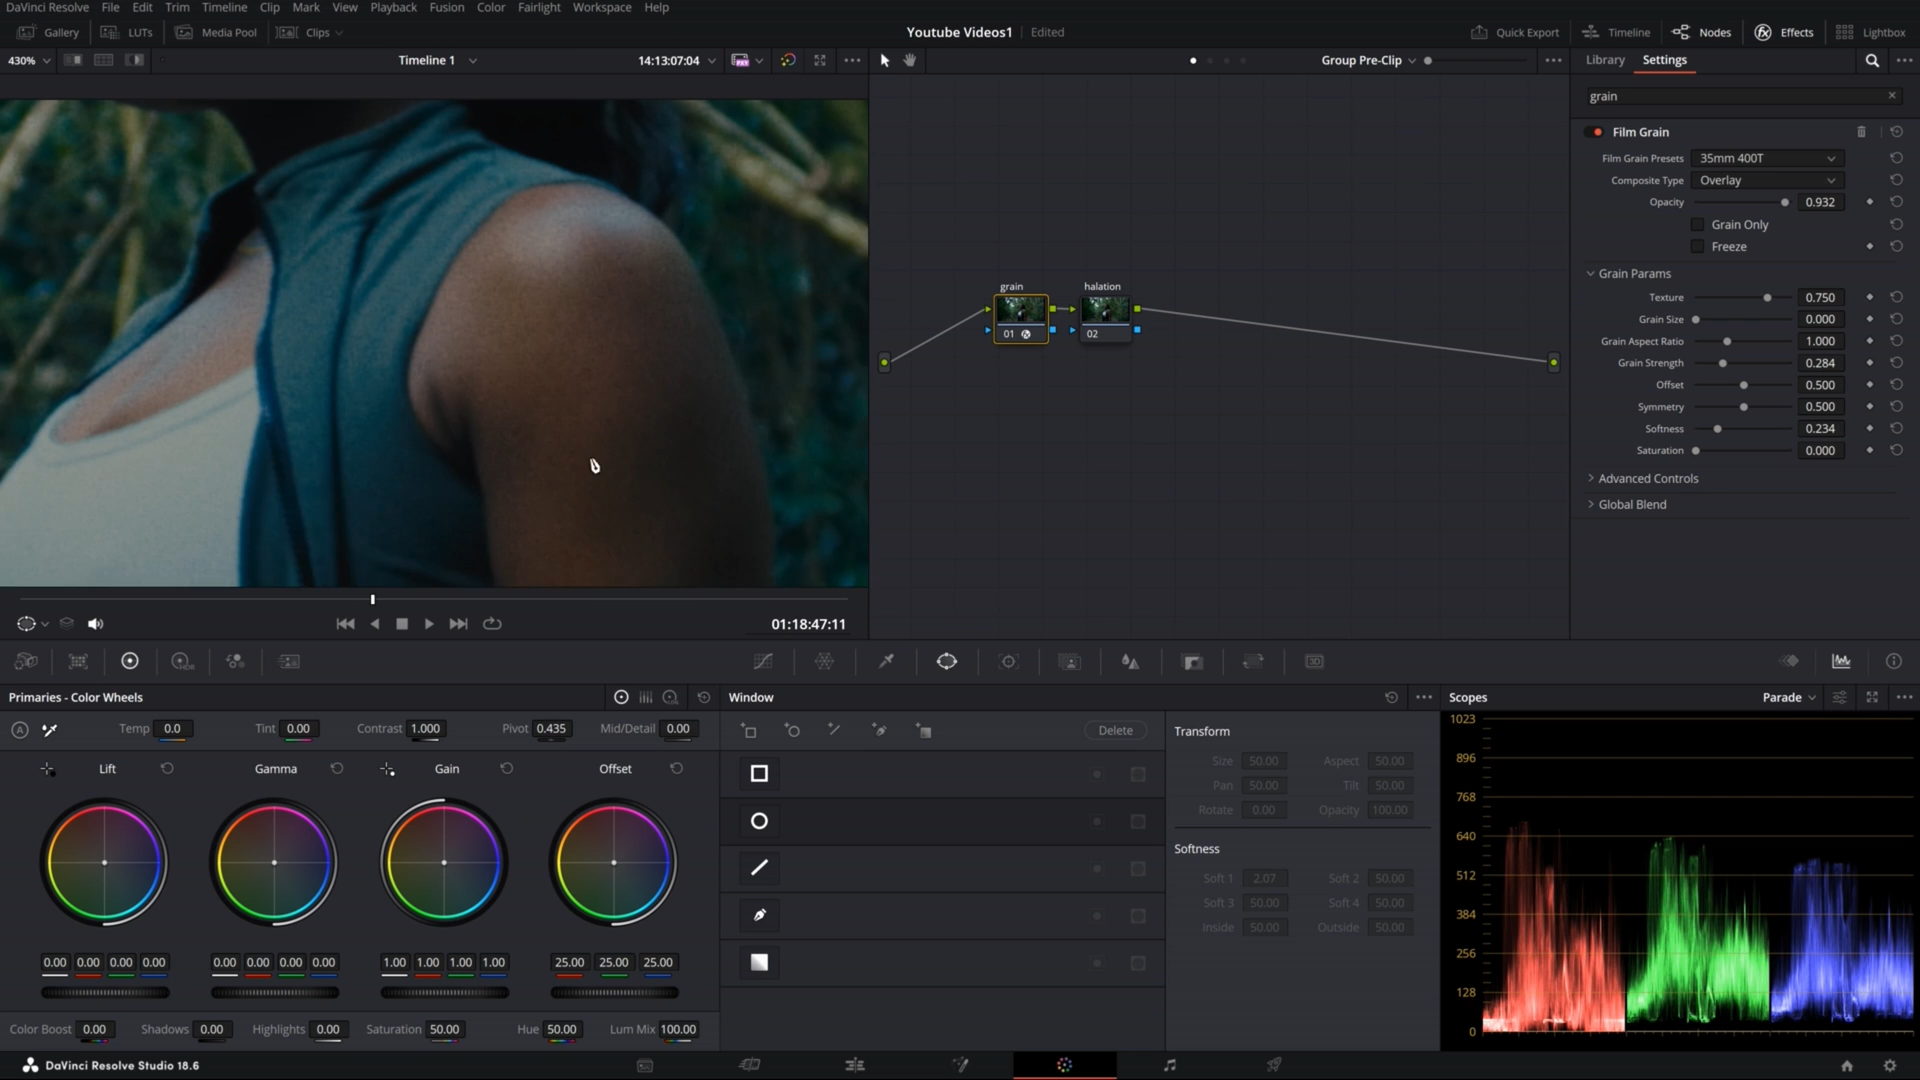 DaVinci Resolve File Edit Trim Timeline Clip Mark View Playback Fusion Color Fairlight Workspace Help
Gallery LUTs Media Pool Clips Youtube Videos1 Edited Quick Export Timeline Nodes Effects Lightbox
430% Timeline 1 14:13:07:04 Group Pre-Clip Library Settings
grain
Film Grain
Film Grain Presets 35mm 400T
Composite Type Overlay
Opacity 0.932
Grain Only
Freeze
Grain Params
Texture 0.750
Grain Size 0.000
Grain Aspect Ratio 1.000
Grain Strength 0.284
Offset 0.500
Symmetry 0.500
Softness 0.234
Saturation 0.000
Advanced Controls
Global Blend
grain halation
01 02
01:18:47:11
HDR
3D
Primaries - Color Wheels
A Temp 0.0 Tint 0.00 Contrast 1.000 Pivot 0.435 Mid/Detail 0.00
Lift Gamma Gain Offset
0.00 0.00 0.00 0.00 0.00 0.00 0.00 0.00 1.00 1.00 1.00 1.00 25.00 25.00 25.00
Color Boost 0.00 Shadows 0.00 Highlights 0.00 Saturation 50.00 Hue 50.00 Lum Mix 100.00
Window
Delete
Transform
Size 50.00 Aspect 50.00
Pan 50.00 Tilt 50.00
Rotate 0.00 Opacity 100.00
Softness
Soft 1 2.07 Soft 2 50.00
Soft 3 50.00 Soft 4 50.00
Inside 50.00 Outside 50.00
Scopes Parade
1023
896
768
640
512
384
256
128
0
DaVinci Resolve Studio 18.6